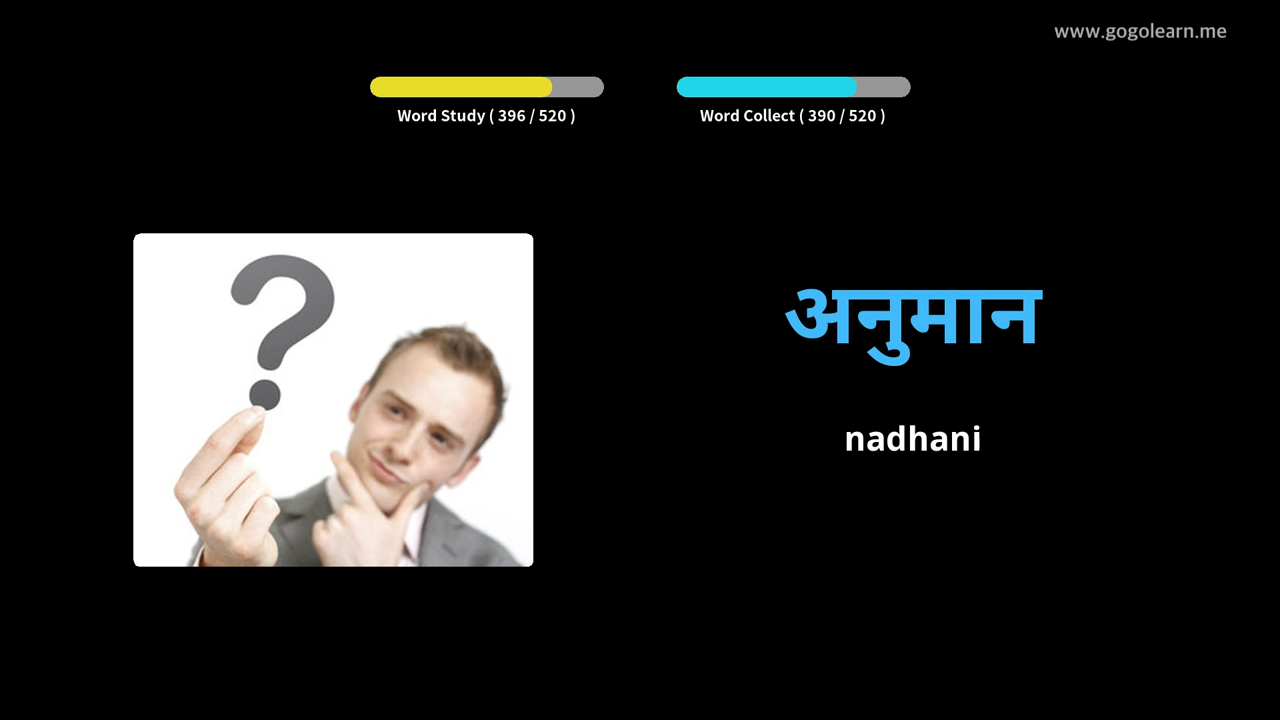 www.gogolearn.me
Word Study ( 396 / 520 )
Word Collect ( 390 / 520 )
?
अनुमान
nadhani